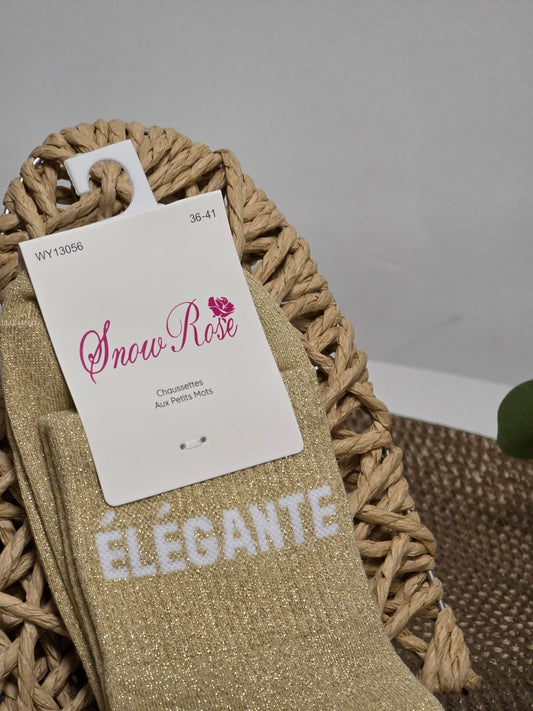 WY13056
36-41
Snow Rose
Chaussettes
Aux Petits Mots
ÉLÉGANTE